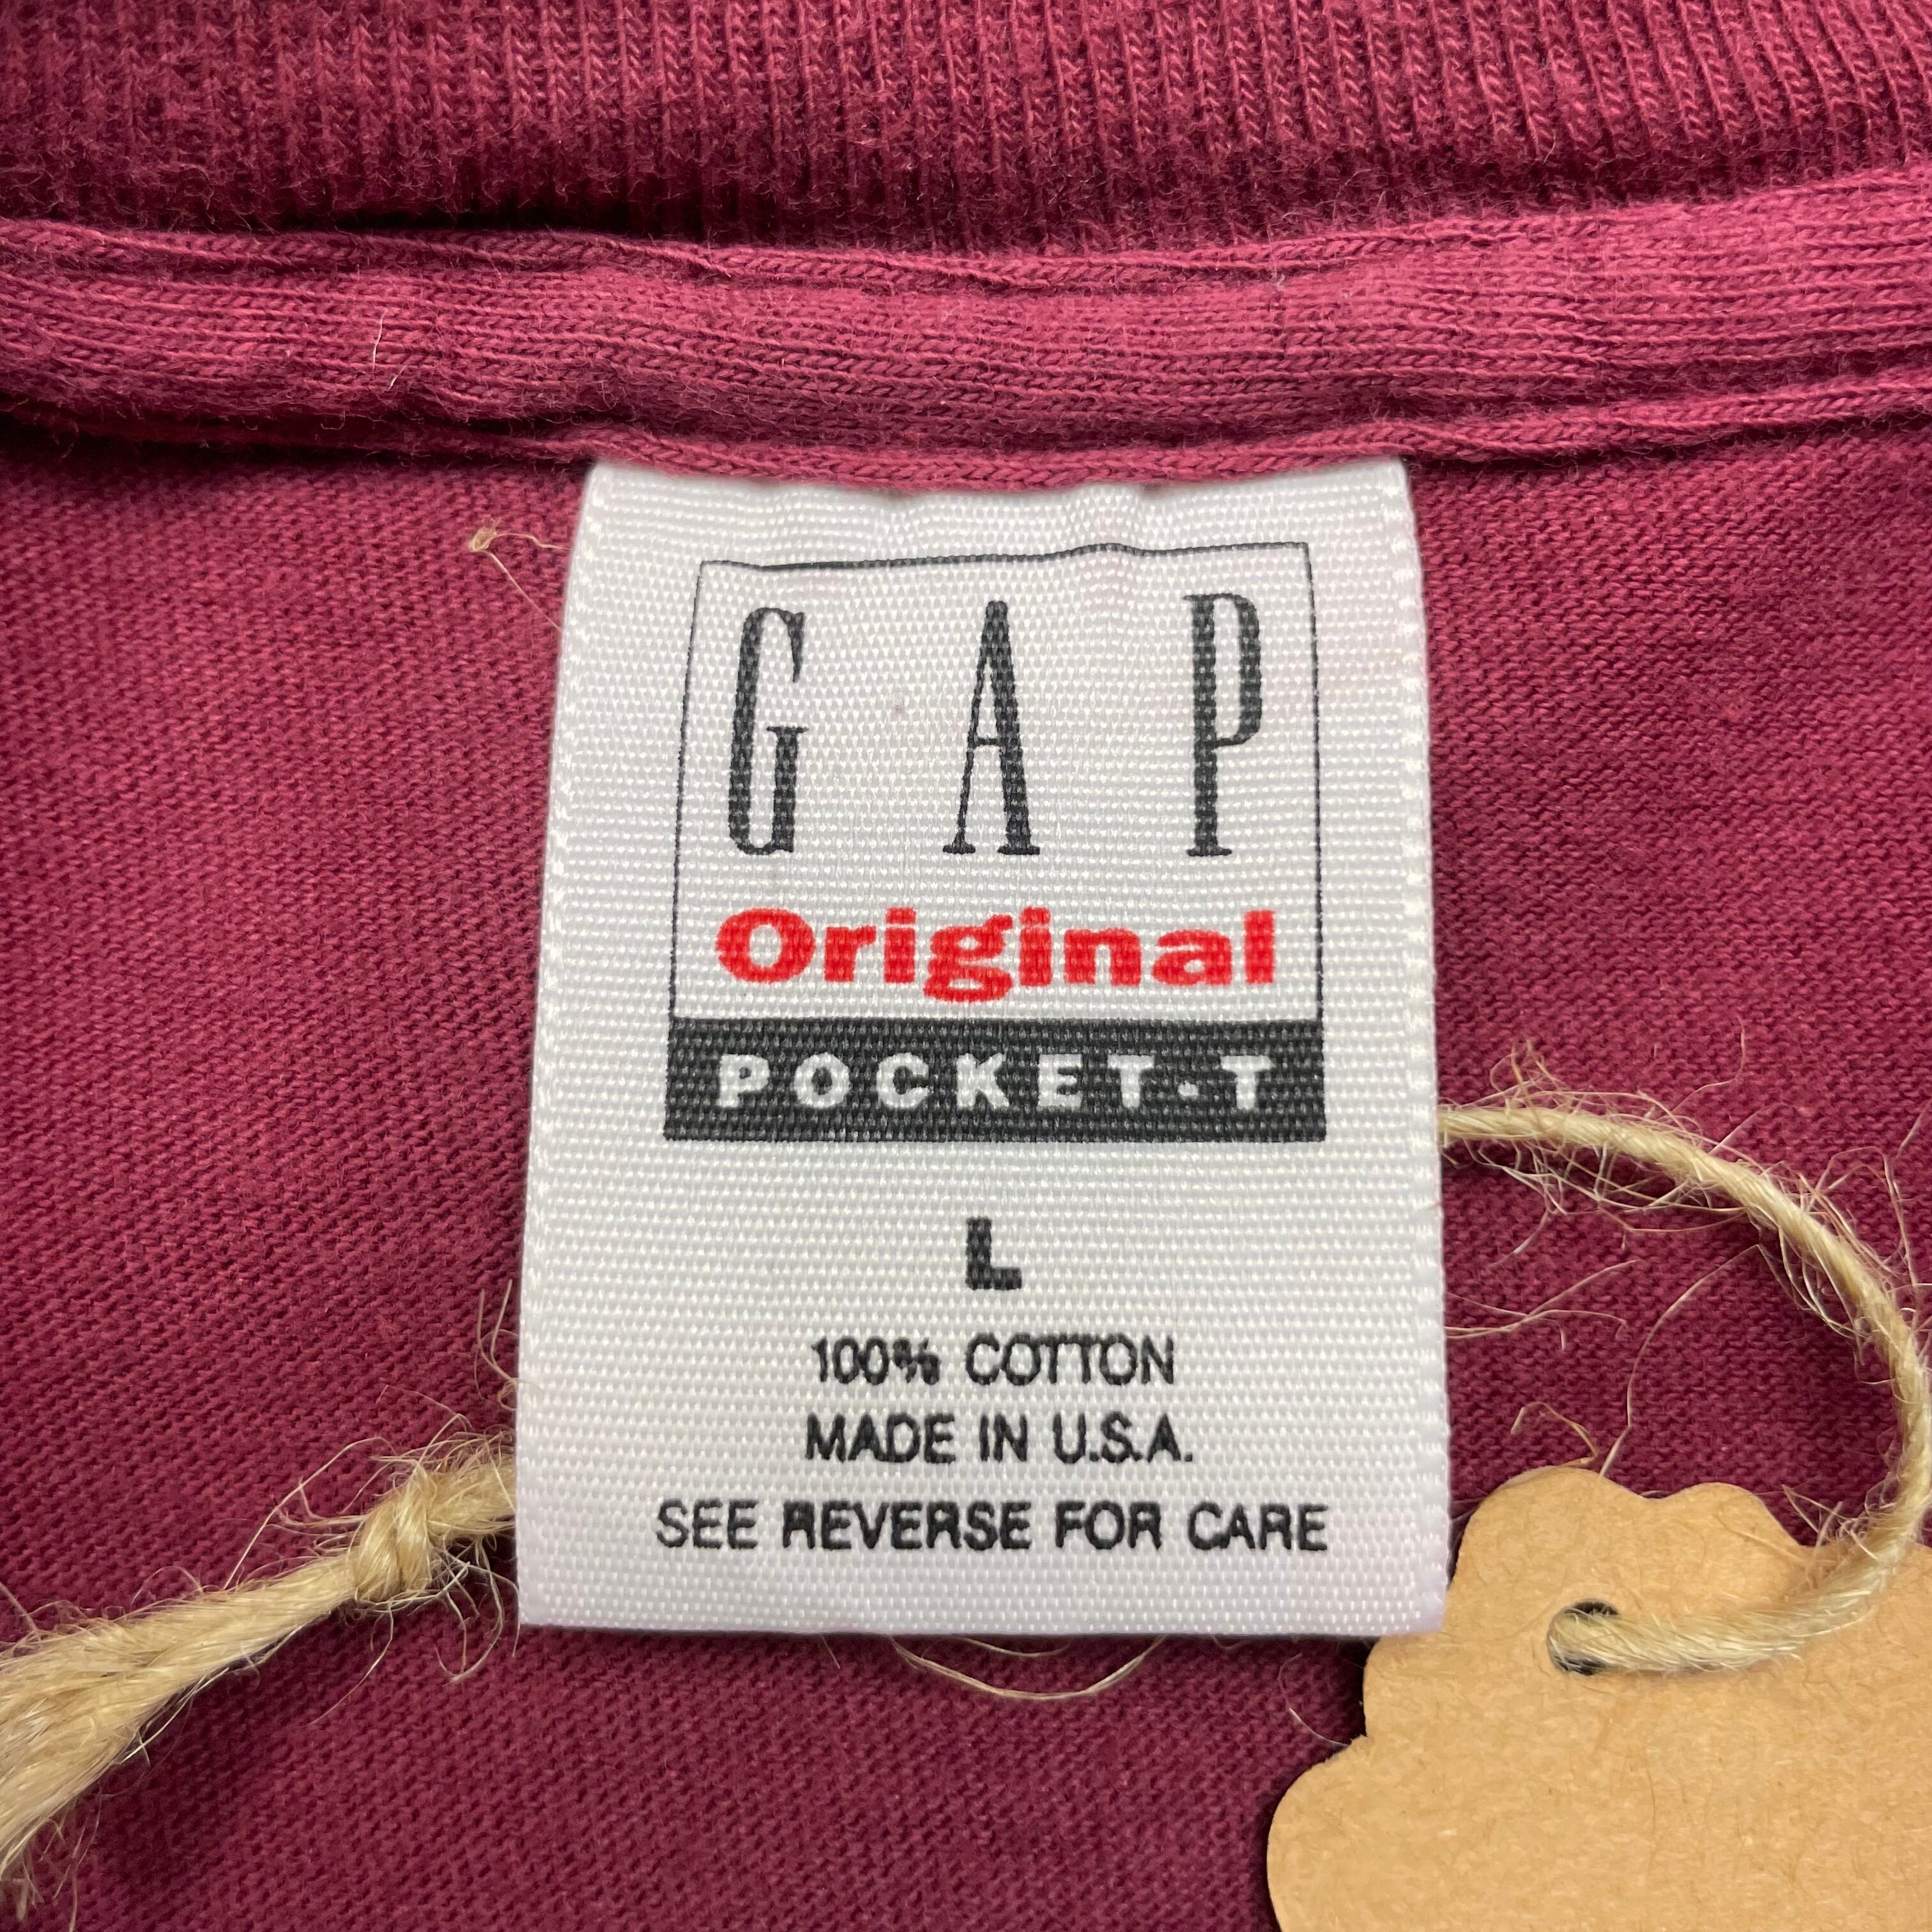 GAP
Original
POCKET-T
L
100% COTTON
MADE IN U.S.A.
SEE REVERSE FOR CARE